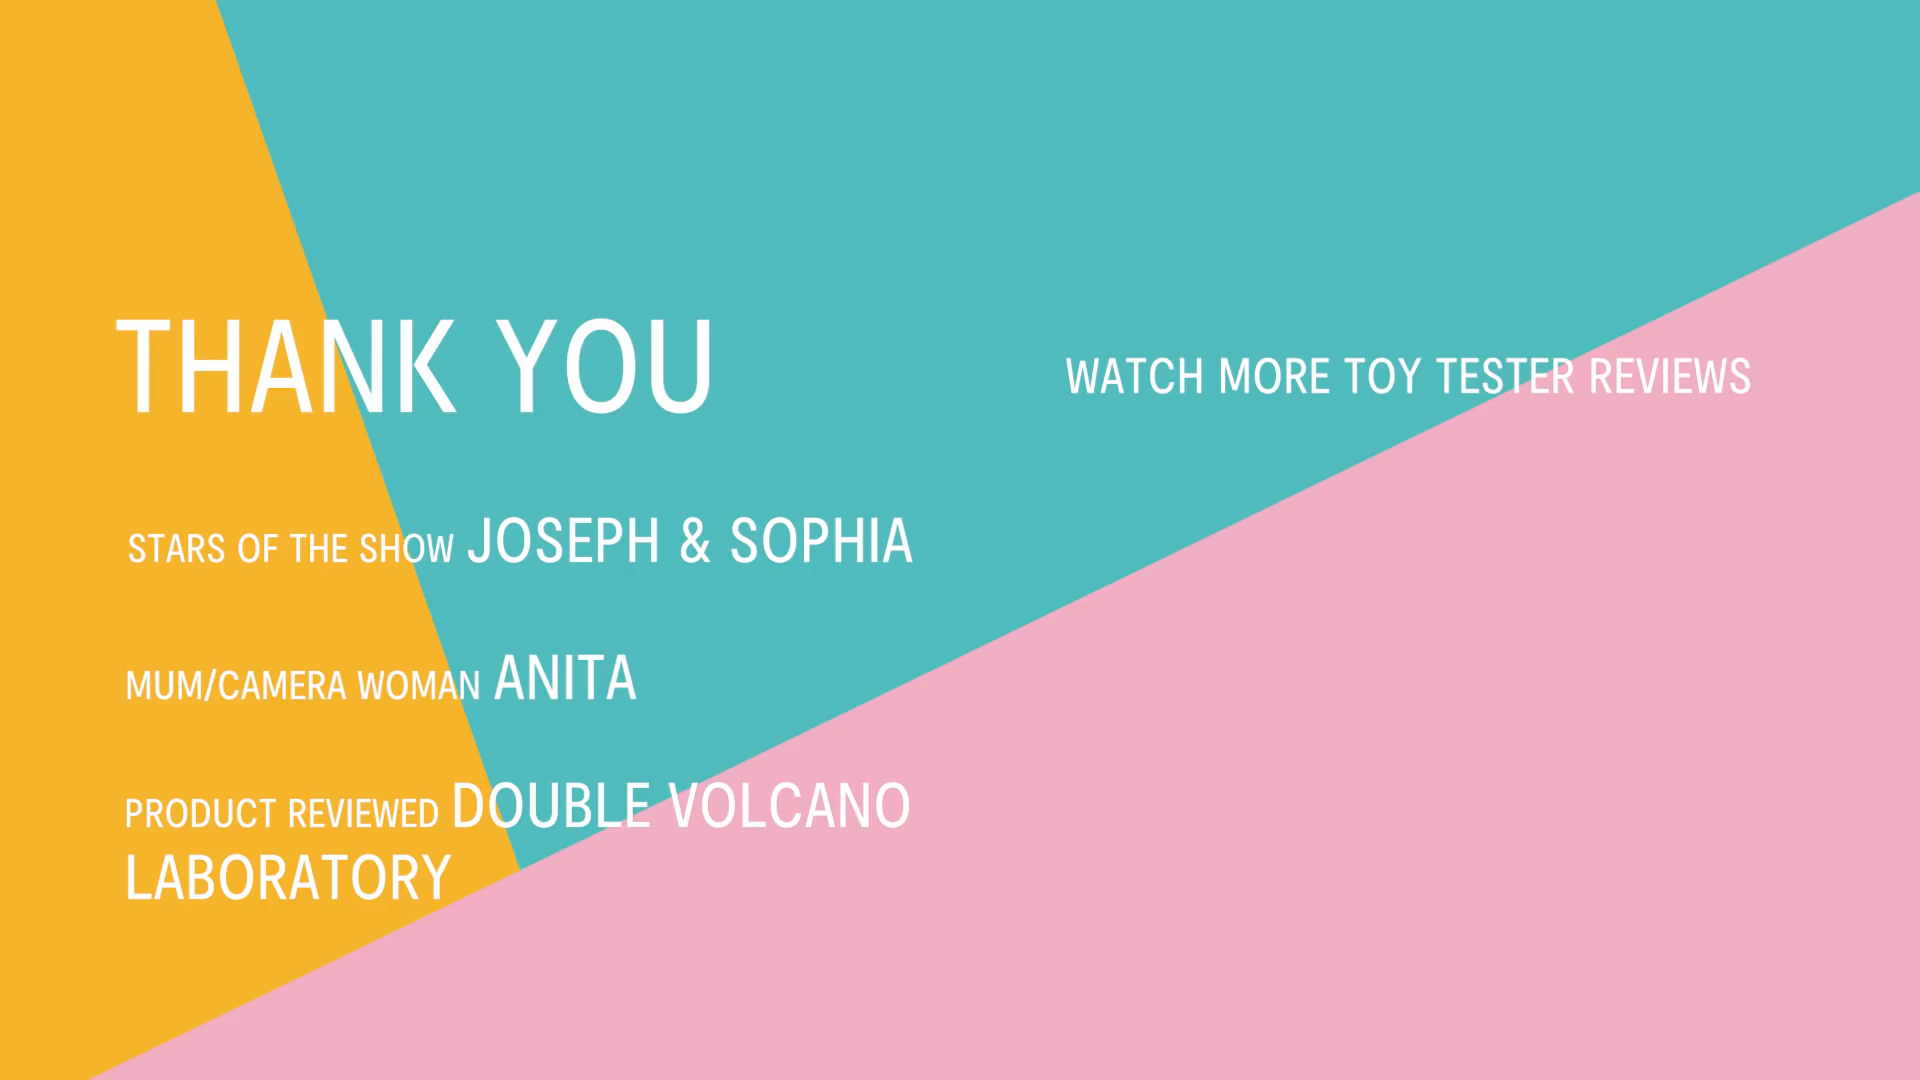 THANK YOU
WATCH MORE TOY TESTER REVIEWS
STARS OF THE SHOW JOSEPH & SOPHIA
MUM/CAMERA WOMAN ANITA
PRODUCT REVIEWED DOUBLE VOLCANO
LABORATORY